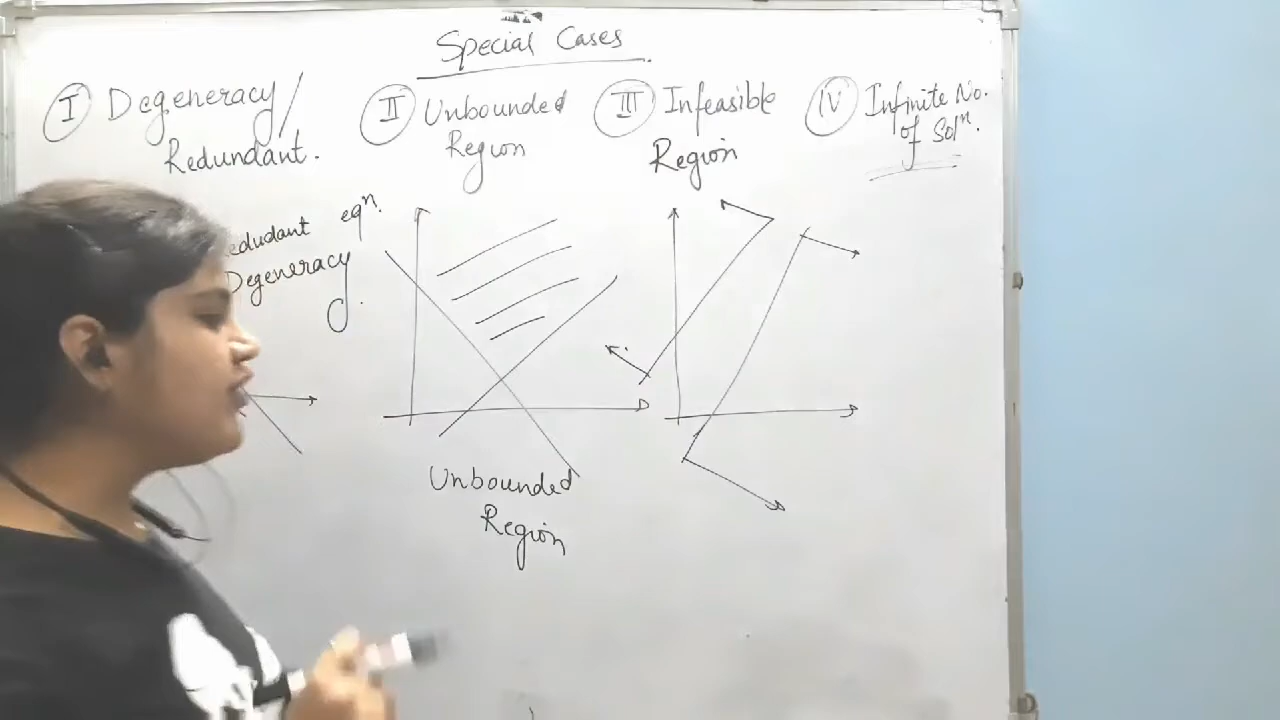 Special Cases
I Degeneracy/
Redundant.
II Unbounded
Region
III Infeasible
Region
IV Infinite No.
of Solⁿ.
edudant eqⁿ.
Degeneracy
Unbounded
Region